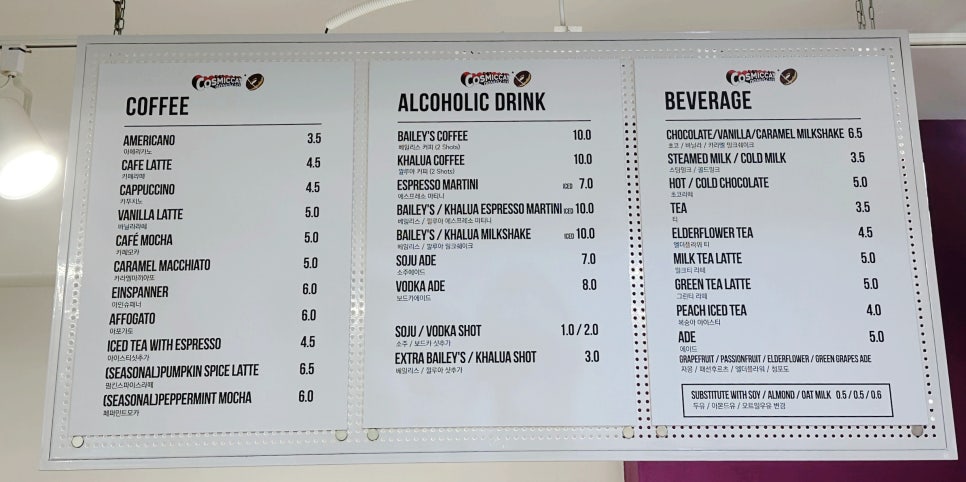 COSMICCATS
COFFEE
AMERICANO 3.5
아메리카노
CAFE LATTE 4.5
카페라떼
CAPPUCCINO 4.5
카푸치노
VANILLA LATTE 5.0
바닐라라떼
CAFÉ MOCHA 5.0
카페모카
CARAMEL MACCHIATO 5.0
카라멜마끼아또
EINSPANNER 6.0
아인슈페너
AFFOGATO 6.0
아포가토
ICED TEA WITH ESPRESSO 4.5
아이스티샷추가
(SEASONAL)PUMPKIN SPICE LATTE 6.5
펌킨스파이스라떼
(SEASONAL)PEPPERMINT MOCHA 6.0
페퍼민트모카
COSMICCATS
ALCOHOLIC DRINK
BAILEY'S COFFEE 10.0
베일리스 커피 (2 Shots)
KHALUA COFFEE 10.0
깔루아 커피 (2 Shots)
ESPRESSO MARTINI ICED 7.0
에스프레소 마티니
BAILEY'S / KHALUA ESPRESSO MARTINI ICED 10.0
베일리스 / 깔루아 에스프레소 마티니
BAILEY'S / KHALUA MILKSHAKE ICED 10.0
베일리스 / 깔루아 밀크쉐이크
SOJU ADE 7.0
소주에이드
VODKA ADE 8.0
보드카에이드
SOJU / VODKA SHOT 1.0 / 2.0
소주 / 보드카 샷추가
EXTRA BAILEY'S / KHALUA SHOT 3.0
베일리스 / 깔루아 샷추가
COSMICCATS
BEVERAGE
CHOCOLATE/VANILLA/CARAMEL MILKSHAKE 6.5
초코 / 바닐라 / 카라멜 밀크쉐이크
STEAMED MILK / COLD MILK 3.5
스팀밀크 / 콜드밀크
HOT / COLD CHOCOLATE 5.0
초코라떼
TEA 3.5
티
ELDERFLOWER TEA 4.5
엘더플라워 티
MILK TEA LATTE 5.0
밀크티 라떼
GREEN TEA LATTE 5.0
그린티 라떼
PEACH ICED TEA 4.0
복숭아 아이스티
ADE 5.0
에이드
GRAPEFRUIT / PASSIONFRUIT / ELDERFLOWER / GREEN GRAPES ADE
자몽 / 패션후르츠 / 엘더플라워 / 청포도
SUBSTITUTE WITH SOY / ALMOND / OAT MILK 0.5 / 0.5 / 0.6
두유 / 아몬드유 / 오트밀우유 변경